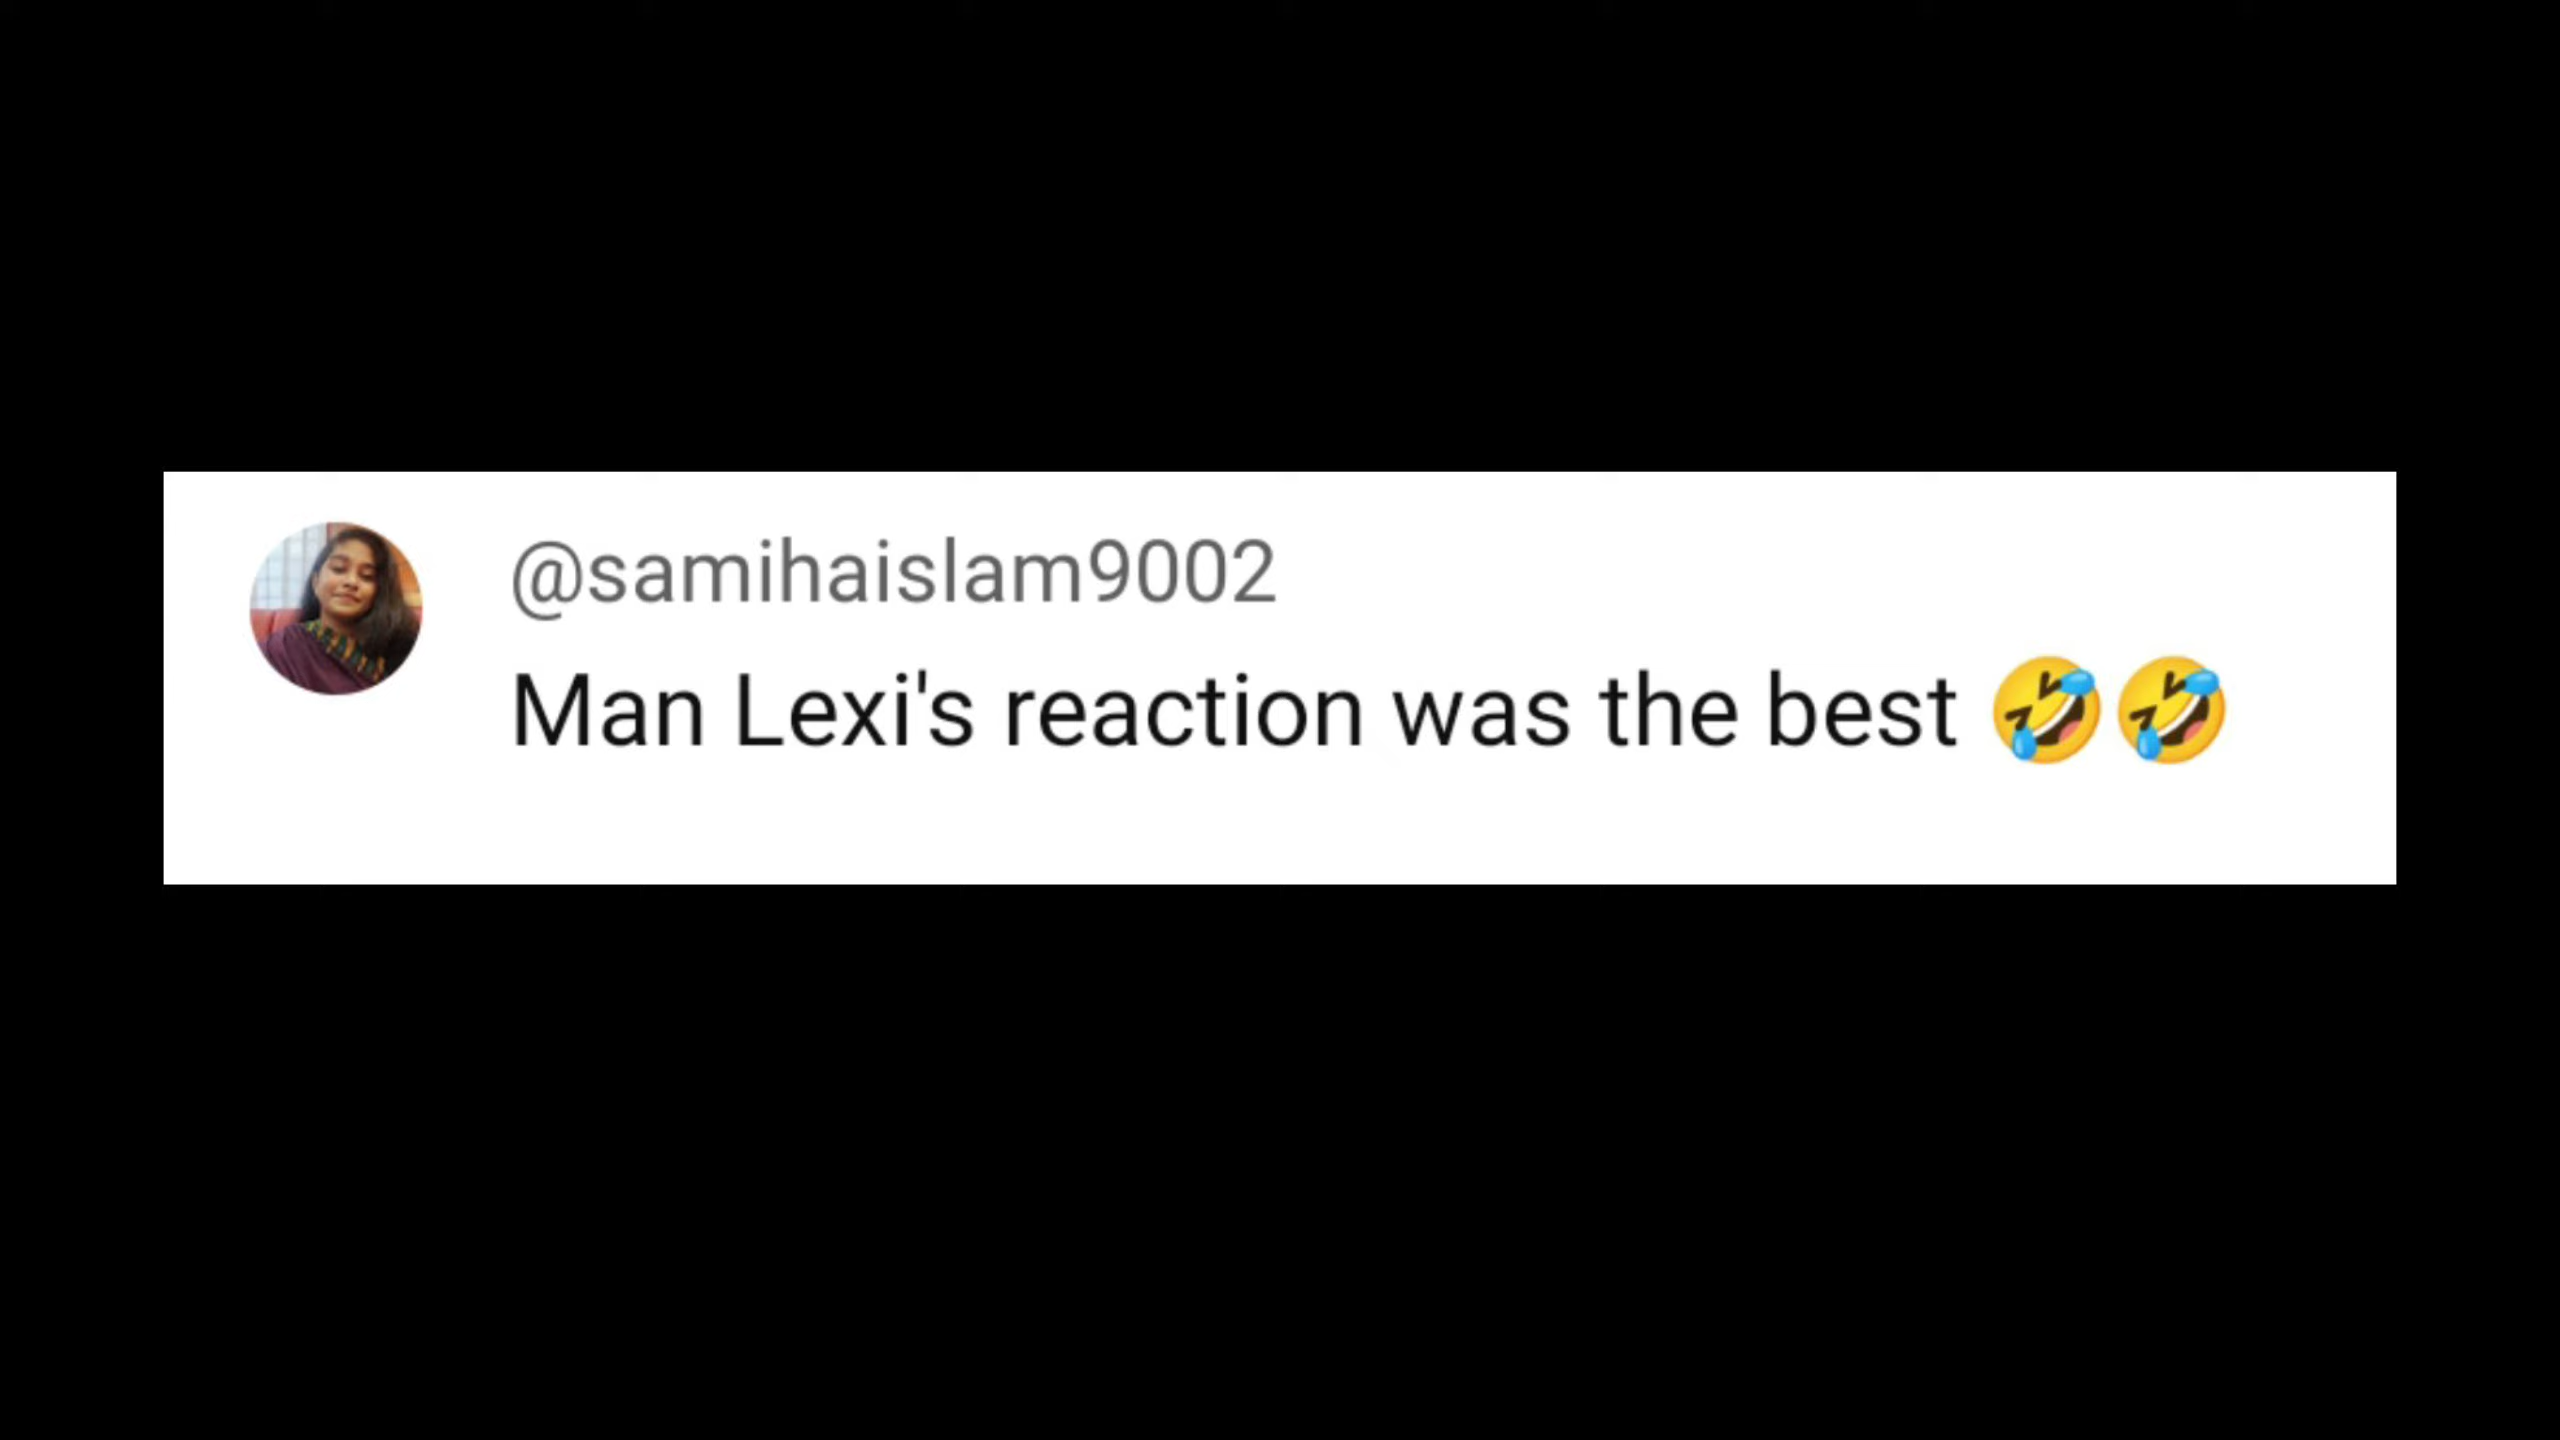 @samihaislam9002
Man Lexi's reaction was the best 🤣🤣